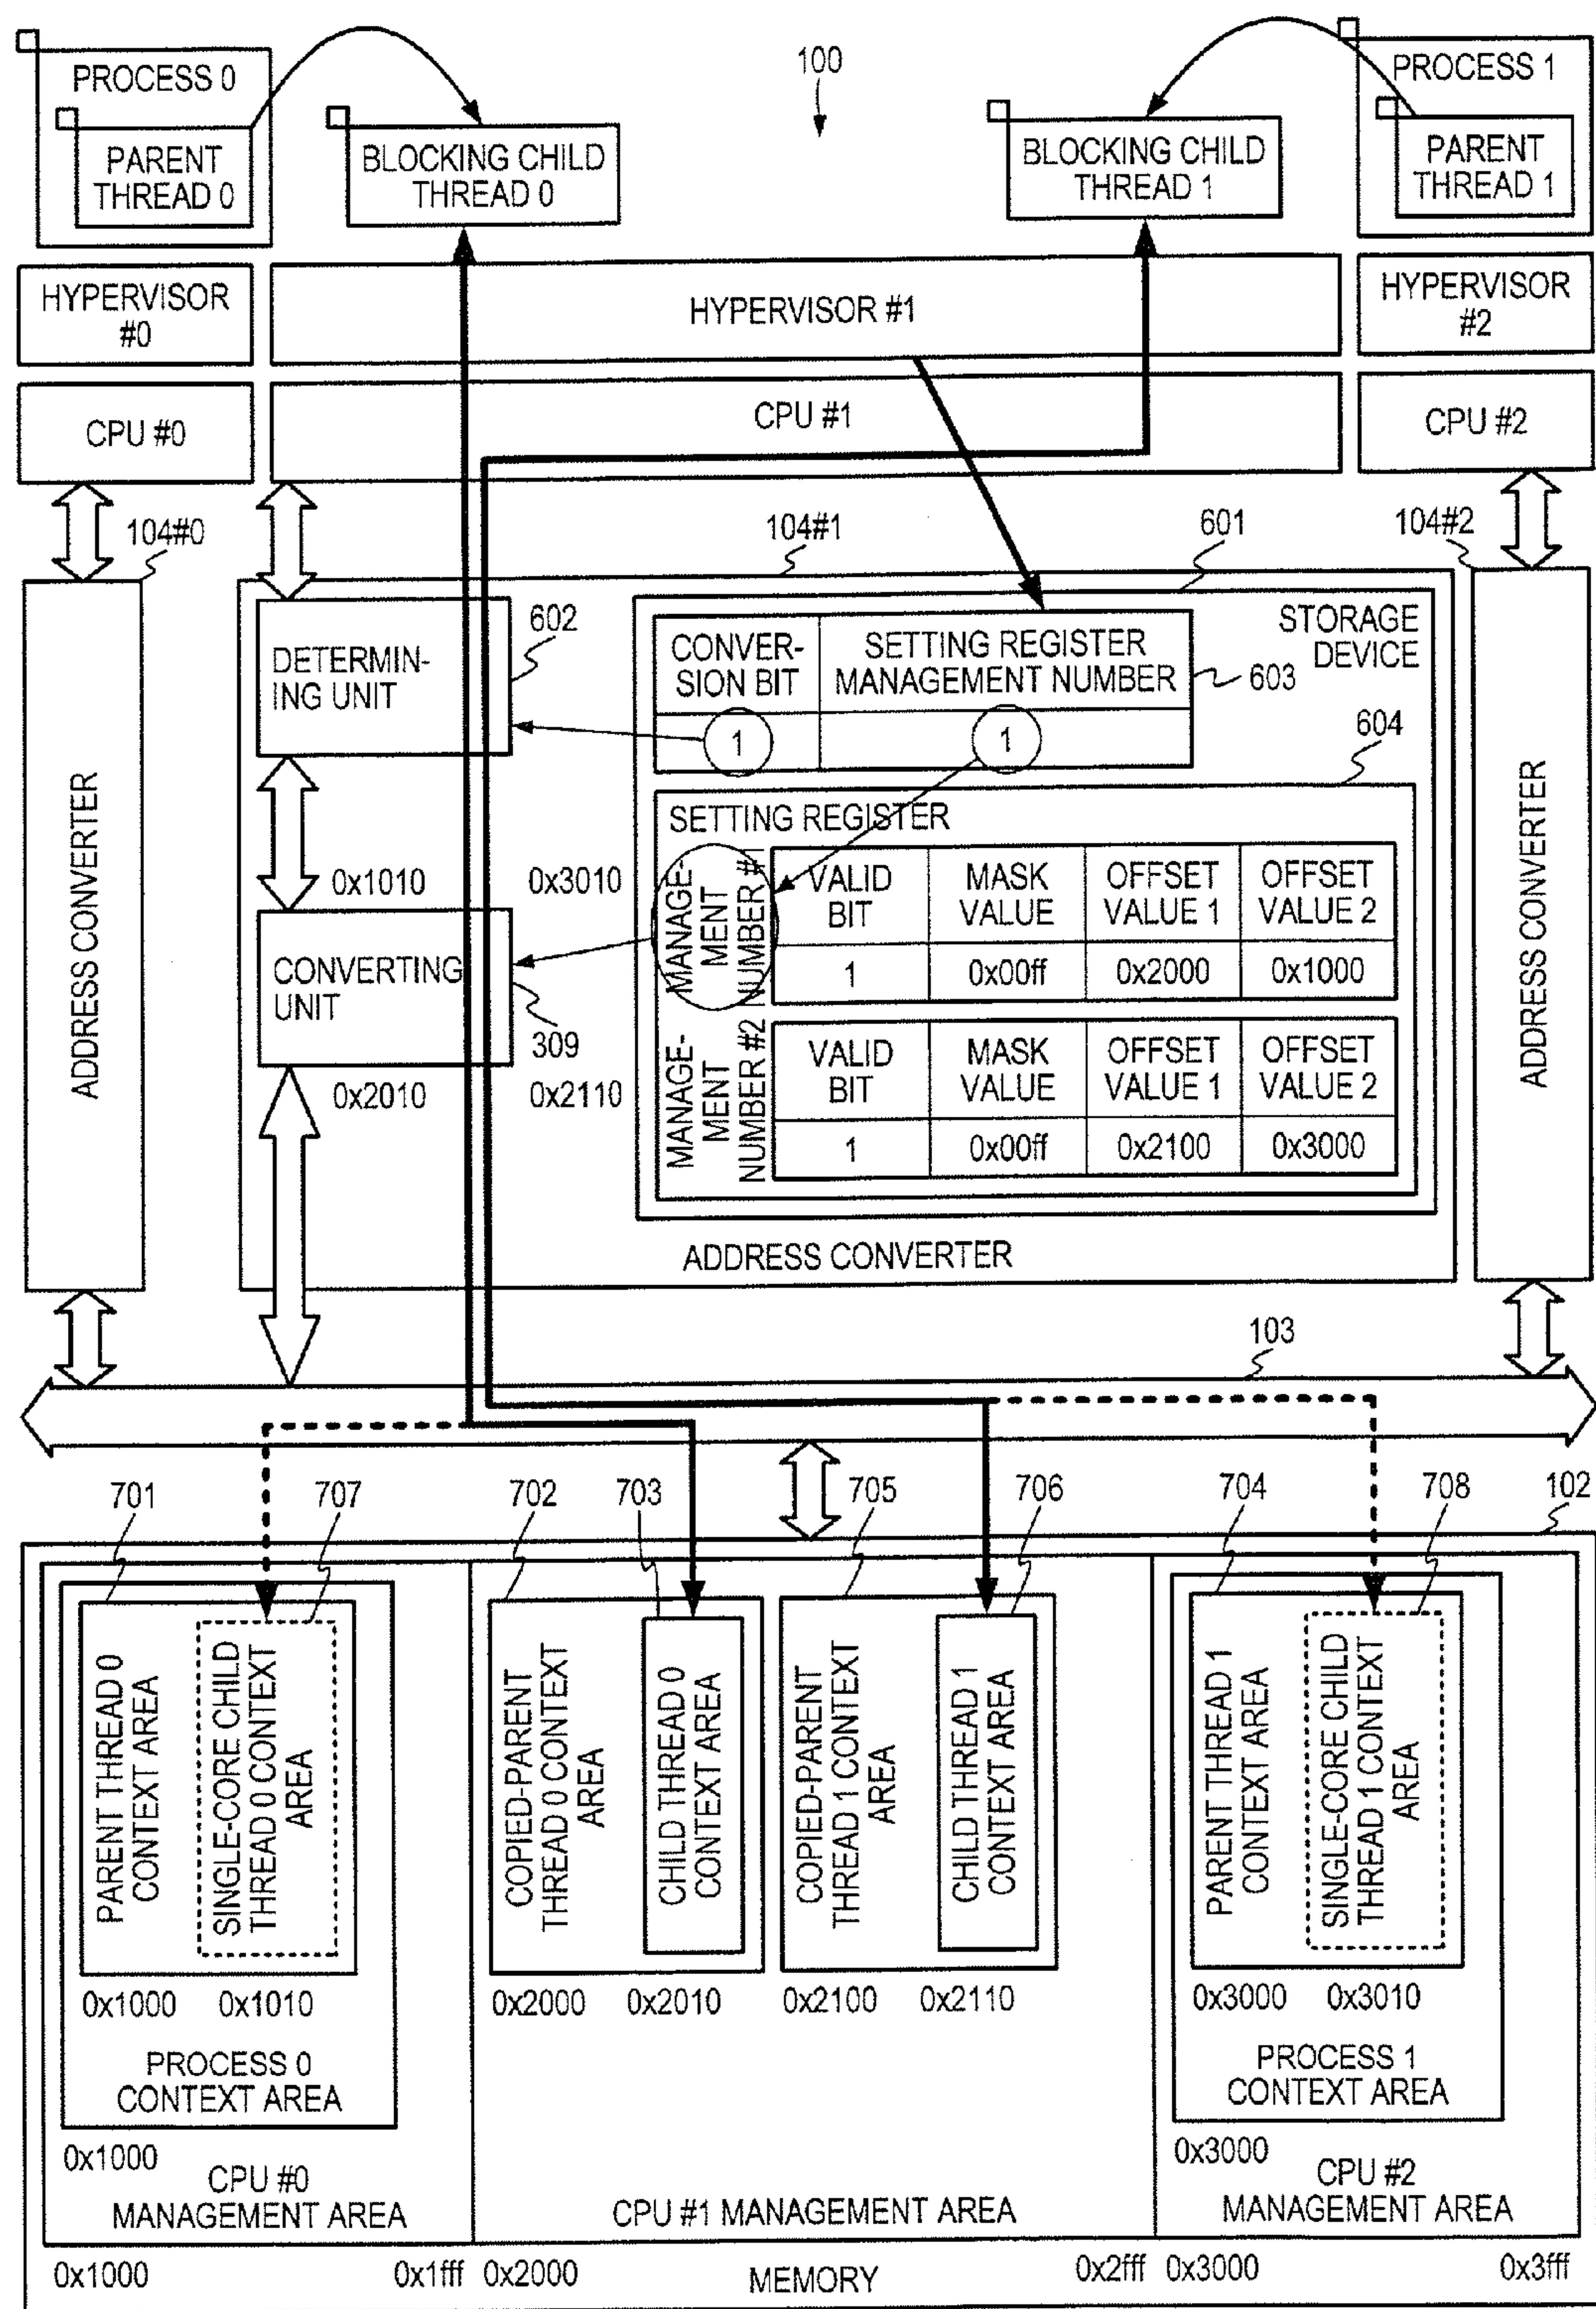 100
PROCESS 0
PARENT
THREAD 0
BLOCKING CHILD
THREAD 0
BLOCKING CHILD
THREAD 1
PROCESS 1
PARENT
THREAD 1
HYPERVISOR
#0
HYPERVISOR #1
HYPERVISOR
#2
CPU #0
CPU #1
CPU #2
104#0
104#1
601
104#2
ADDRESS CONVERTER
DETERMIN-
ING UNIT
602
CONVER-
SION BIT
SETTING REGISTER
MANAGEMENT NUMBER
1
1
STORAGE
DEVICE
603
604
SETTING REGISTER
MANAGE-
MENT
NUMBER #1
VALID
BIT
MASK
VALUE
OFFSET
VALUE 1
OFFSET
VALUE 2
1
0x00ff
0x2000
0x1000
MANAGE-
MENT
NUMBER #2
VALID
BIT
MASK
VALUE
OFFSET
VALUE 1
OFFSET
VALUE 2
1
0x00ff
0x2100
0x3000
0x1010
0x3010
CONVERTING
UNIT
309
0x2010
0x2110
ADDRESS CONVERTER
ADDRESS CONVERTER
103
701
707
702
703
705
706
704
708
102
PARENT THREAD 0
CONTEXT AREA
SINGLE-CORE CHILD
THREAD 0 CONTEXT
AREA
0x1000
0x1010
PROCESS 0
CONTEXT AREA
0x1000
CPU #0
MANAGEMENT AREA
COPIED-PARENT
THREAD 0 CONTEXT
AREA
CHILD THREAD 0
CONTEXT AREA
0x2000
0x2010
COPIED-PARENT
THREAD 1 CONTEXT
AREA
CHILD THREAD 1
CONTEXT AREA
0x2100
0x2110
CPU #1 MANAGEMENT AREA
PARENT THREAD 1
CONTEXT AREA
SINGLE-CORE CHILD
THREAD 1 CONTEXT
AREA
0x3000
0x3010
PROCESS 1
CONTEXT AREA
0x3000
CPU #2
MANAGEMENT AREA
0x1000
0x1fff
0x2000
MEMORY
0x2fff
0x3000
0x3fff